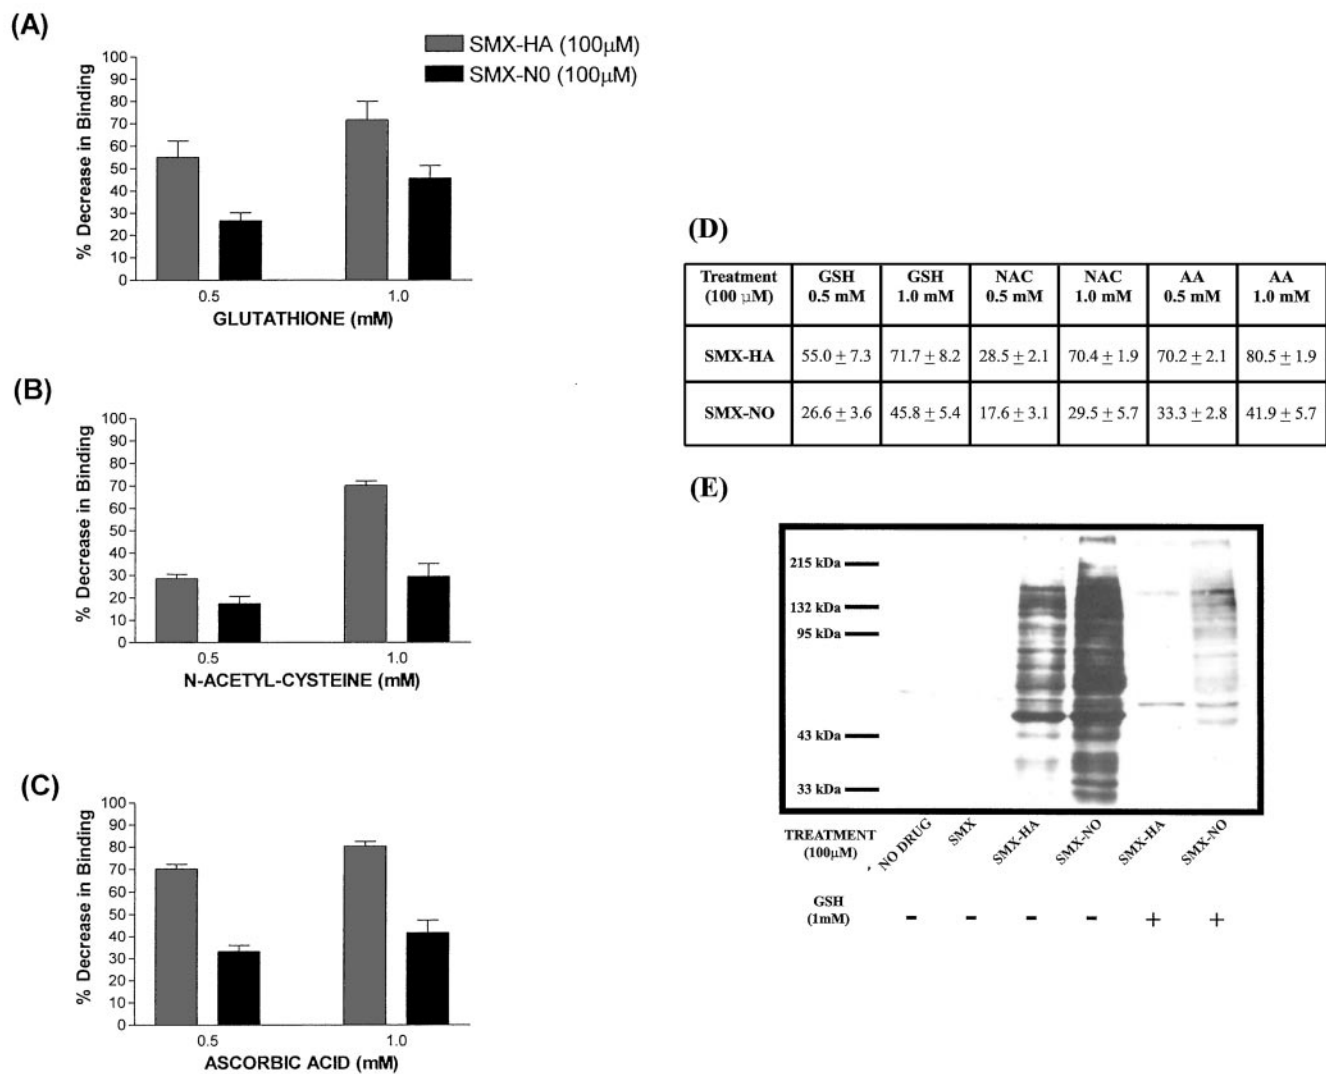 (A)
SMX-HA (100μM)
SMX-N0 (100μM)
% Decrease in Binding
100
90
80
70
60
50
40
30
20
10
0
0.5 1.0
GLUTATHIONE (mM)
(B)
% Decrease in Binding
100
90
80
70
60
50
40
30
20
10
0
0.5 1.0
N-ACETYL-CYSTEINE (mM)
(C)
% Decrease in Binding
100
90
80
70
60
50
40
30
20
10
0
0.5 1.0
ASCORBIC ACID (mM)
(D)
Treatment GSH GSH NAC NAC AA AA
(100 μM) 0.5 mM 1.0 mM 0.5 mM 1.0 mM 0.5 mM 1.0 mM
SMX-HA 55.0 ± 7.3 71.7 ± 8.2 28.5 ± 2.1 70.4 ± 1.9 70.2 ± 2.1 80.5 ± 1.9
SMX-NO 26.6 ± 3.6 45.8 ± 5.4 17.6 ± 3.1 29.5 ± 5.7 33.3 ± 2.8 41.9 ± 5.7
(E)
215 kDa
132 kDa
95 kDa
43 kDa
33 kDa
TREATMENT
(100μM)
NO DRUG
SMX
SMX-HA
SMX-NO
SMX-HA
SMX-NO
GSH
(1mM)
- - - - + +